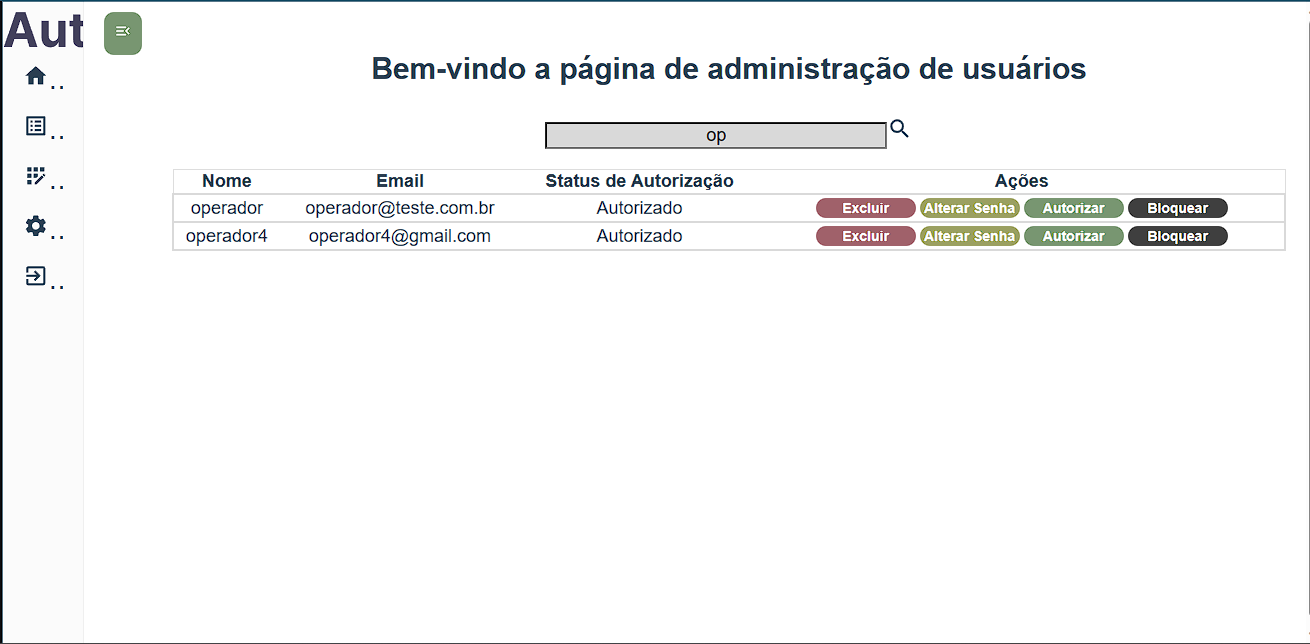 Aut
Bem-vindo a página de administração de usuários
..
op
..
Nome Email Status de Autorização Ações
..
operador operador@teste.com.br Autorizado Excluir Alterar Senha Autorizar Bloquear
..
operador4 operador4@gmail.com Autorizado Excluir Alterar Senha Autorizar Bloquear
..